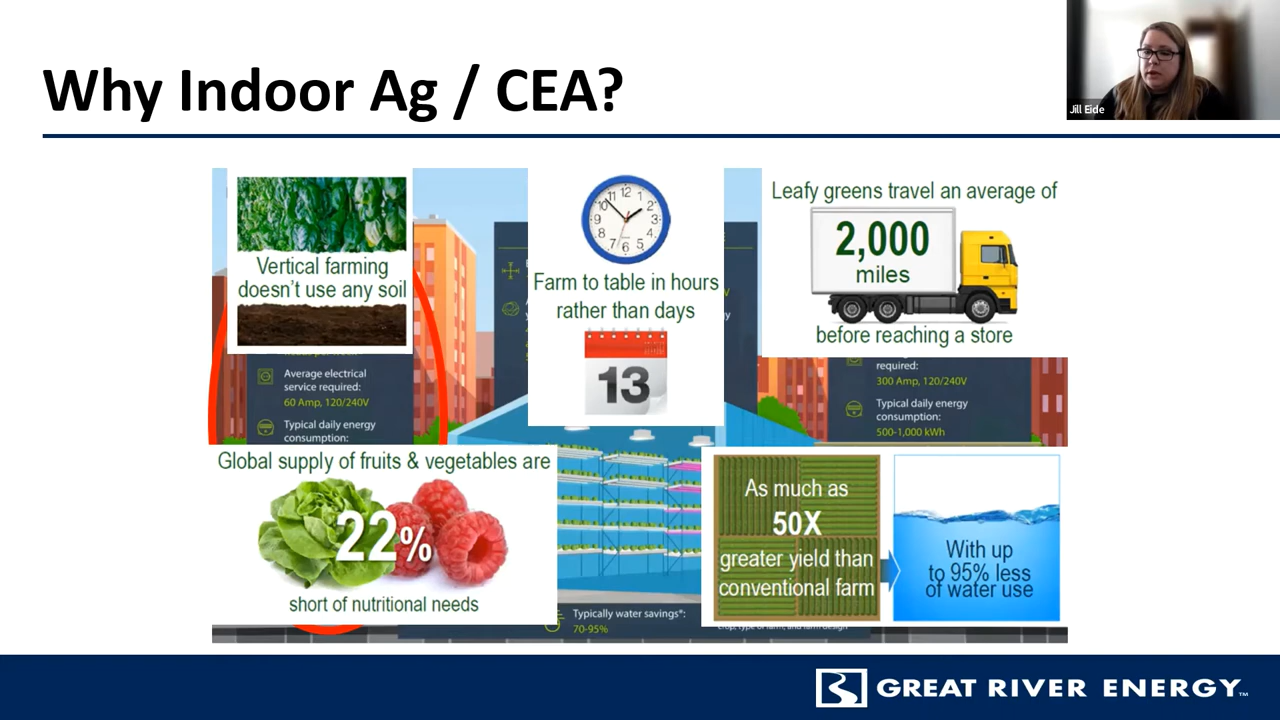 Why Indoor Ag / CEA?
Jill Eide
Vertical farming
doesn't use any soil
Average electrical
service required:
60 Amp, 120/240V
Typical daily energy
consumption:
Farm to table in hours
rather than days
13
Leafy greens travel an average of
2,000
miles
before reaching a store
required:
300 Amp, 120/240V
Typical daily energy
consumption:
500-1,000 kWh
Global supply of fruits & vegetables are
22%
short of nutritional needs
Typically water savings*:
70-95%
As much as
50X
greater yield than
conventional farm
With up
to 95% less
of water use
GREAT RIVER ENERGY™